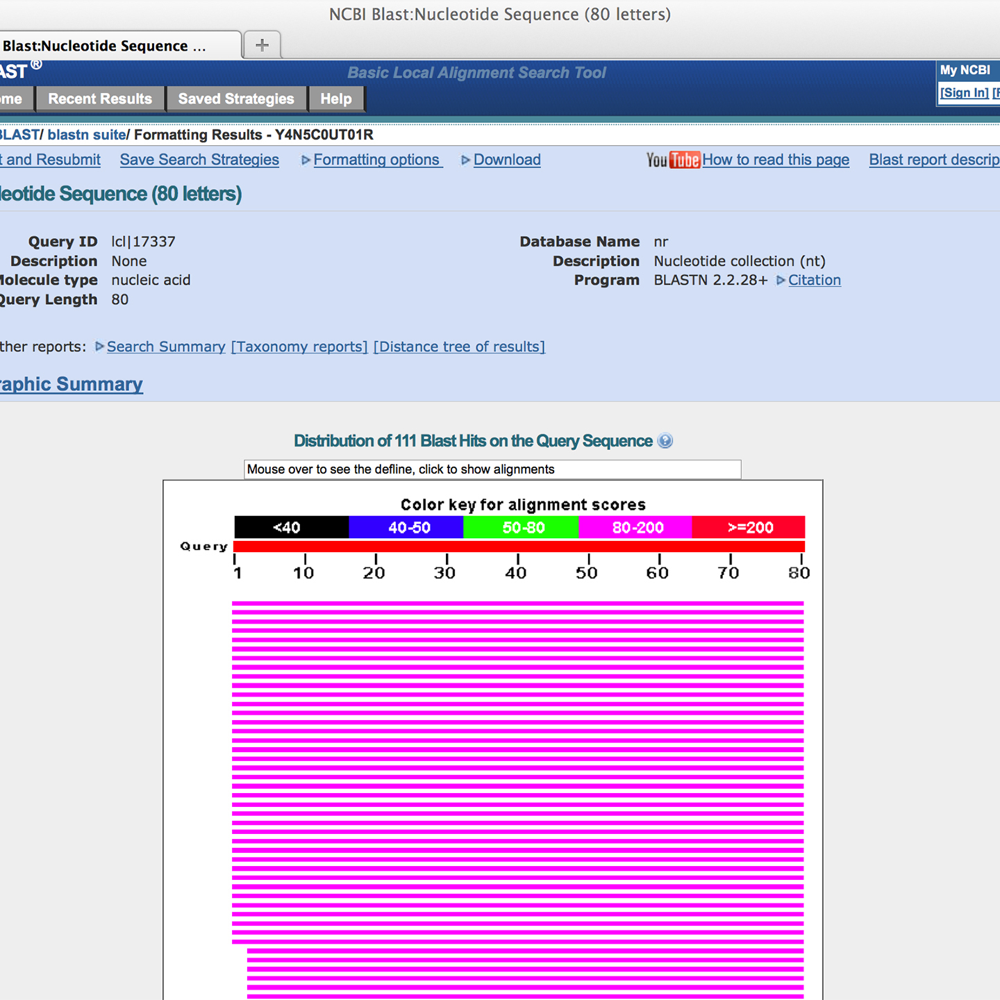 NCBI Blast:Nucleotide Sequence (80 letters)
Blast:Nucleotide Sequence ...
AST®
Basic Local Alignment Search Tool
My NCBI
me Recent Results Saved Strategies Help
[Sign In] [
BLAST/ blastn suite/ Formatting Results - Y4N5C0UT01R
t and Resubmit Save Search Strategies Formatting options Download YouTube How to read this page Blast report descrip
leotide Sequence (80 letters)
Query ID lcl|17337
Description None
Molecule type nucleic acid
Query Length 80
Database Name nr
Description Nucleotide collection (nt)
Program BLASTN 2.2.28+ Citation
ther reports: Search Summary [Taxonomy reports] [Distance tree of results]
raphic Summary
Distribution of 111 Blast Hits on the Query Sequence ?
Mouse over to see the defline, click to show alignments
Color key for alignment scores
<40 40-50 50-80 80-200 >=200
Query
1 10 20 30 40 50 60 70 80